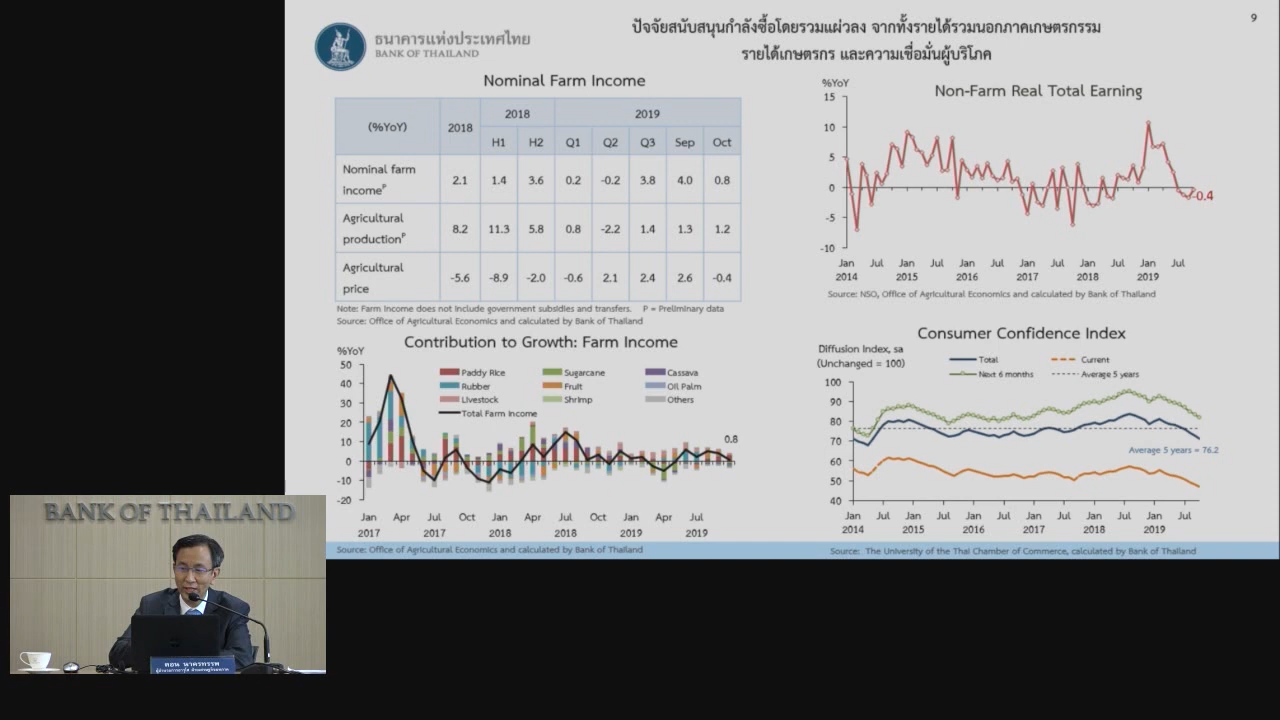 9
ธนาคารแห่งประเทศไทย
BANK OF THAILAND
ปัจจัยสนับสนุนกำลังซื้อโดยรวมแผ่วลง จากทั้งรายได้รวมนอกภาคเกษตรกรรม
รายได้เกษตรกร และความเชื่อมั่นผู้บริโภค
Nominal Farm Income
(%YoY) 2018 2018 2019
H1 H2 Q1 Q2 Q3 Sep Oct
Nominal farm
incomeᴾ 2.1 1.4 3.6 0.2 -0.2 3.8 4.0 0.8
Agricultural
productionᴾ 8.2 11.3 5.8 0.8 -2.2 1.4 1.3 1.2
Agricultural
price -5.6 -8.9 -2.0 -0.6 2.1 2.4 2.6 -0.4
Note: Farm Income does not include government subsidies and transfers. P = Preliminary data
Source: Office of Agricultural Economics and calculated by Bank of Thailand
%YoY
Non-Farm Real Total Earning
15
10
5
0
-5
-10
-0.4
Jan Jul Jan Jul Jan Jul Jan Jul Jan Jul Jan Jul
2014 2015 2016 2017 2018 2019
Source: NSO, Office of Agricultural Economics and calculated by Bank of Thailand
Contribution to Growth: Farm Income
%YoY
50
40
30
20
10
0
-10
-20
Paddy Rice Sugarcane Cassava
Rubber Fruit Oil Palm
Livestock Shrimp Others
Total Farm Income
0.8
Jan Apr Jul Oct Jan Apr Jul Oct Jan Apr Jul
2017 2018 2018 2019
Source: Office of Agricultural Economics and calculated by Bank of Thailand
Consumer Confidence Index
Diffusion Index, sa
(Unchanged = 100)
Total Current
Next 6 months Average 5 years
100
90
80
70
60
50
40
Average 5 years = 76.2
Jan Jul Jan Jul Jan Jul Jan Jul Jan Jul Jan Jul
2014 2015 2016 2017 2018 2019
Source: The University of the Thai Chamber of Commerce, calculated by Bank of Thailand
BANK OF THAILAND
ดอน นาครทรรพ